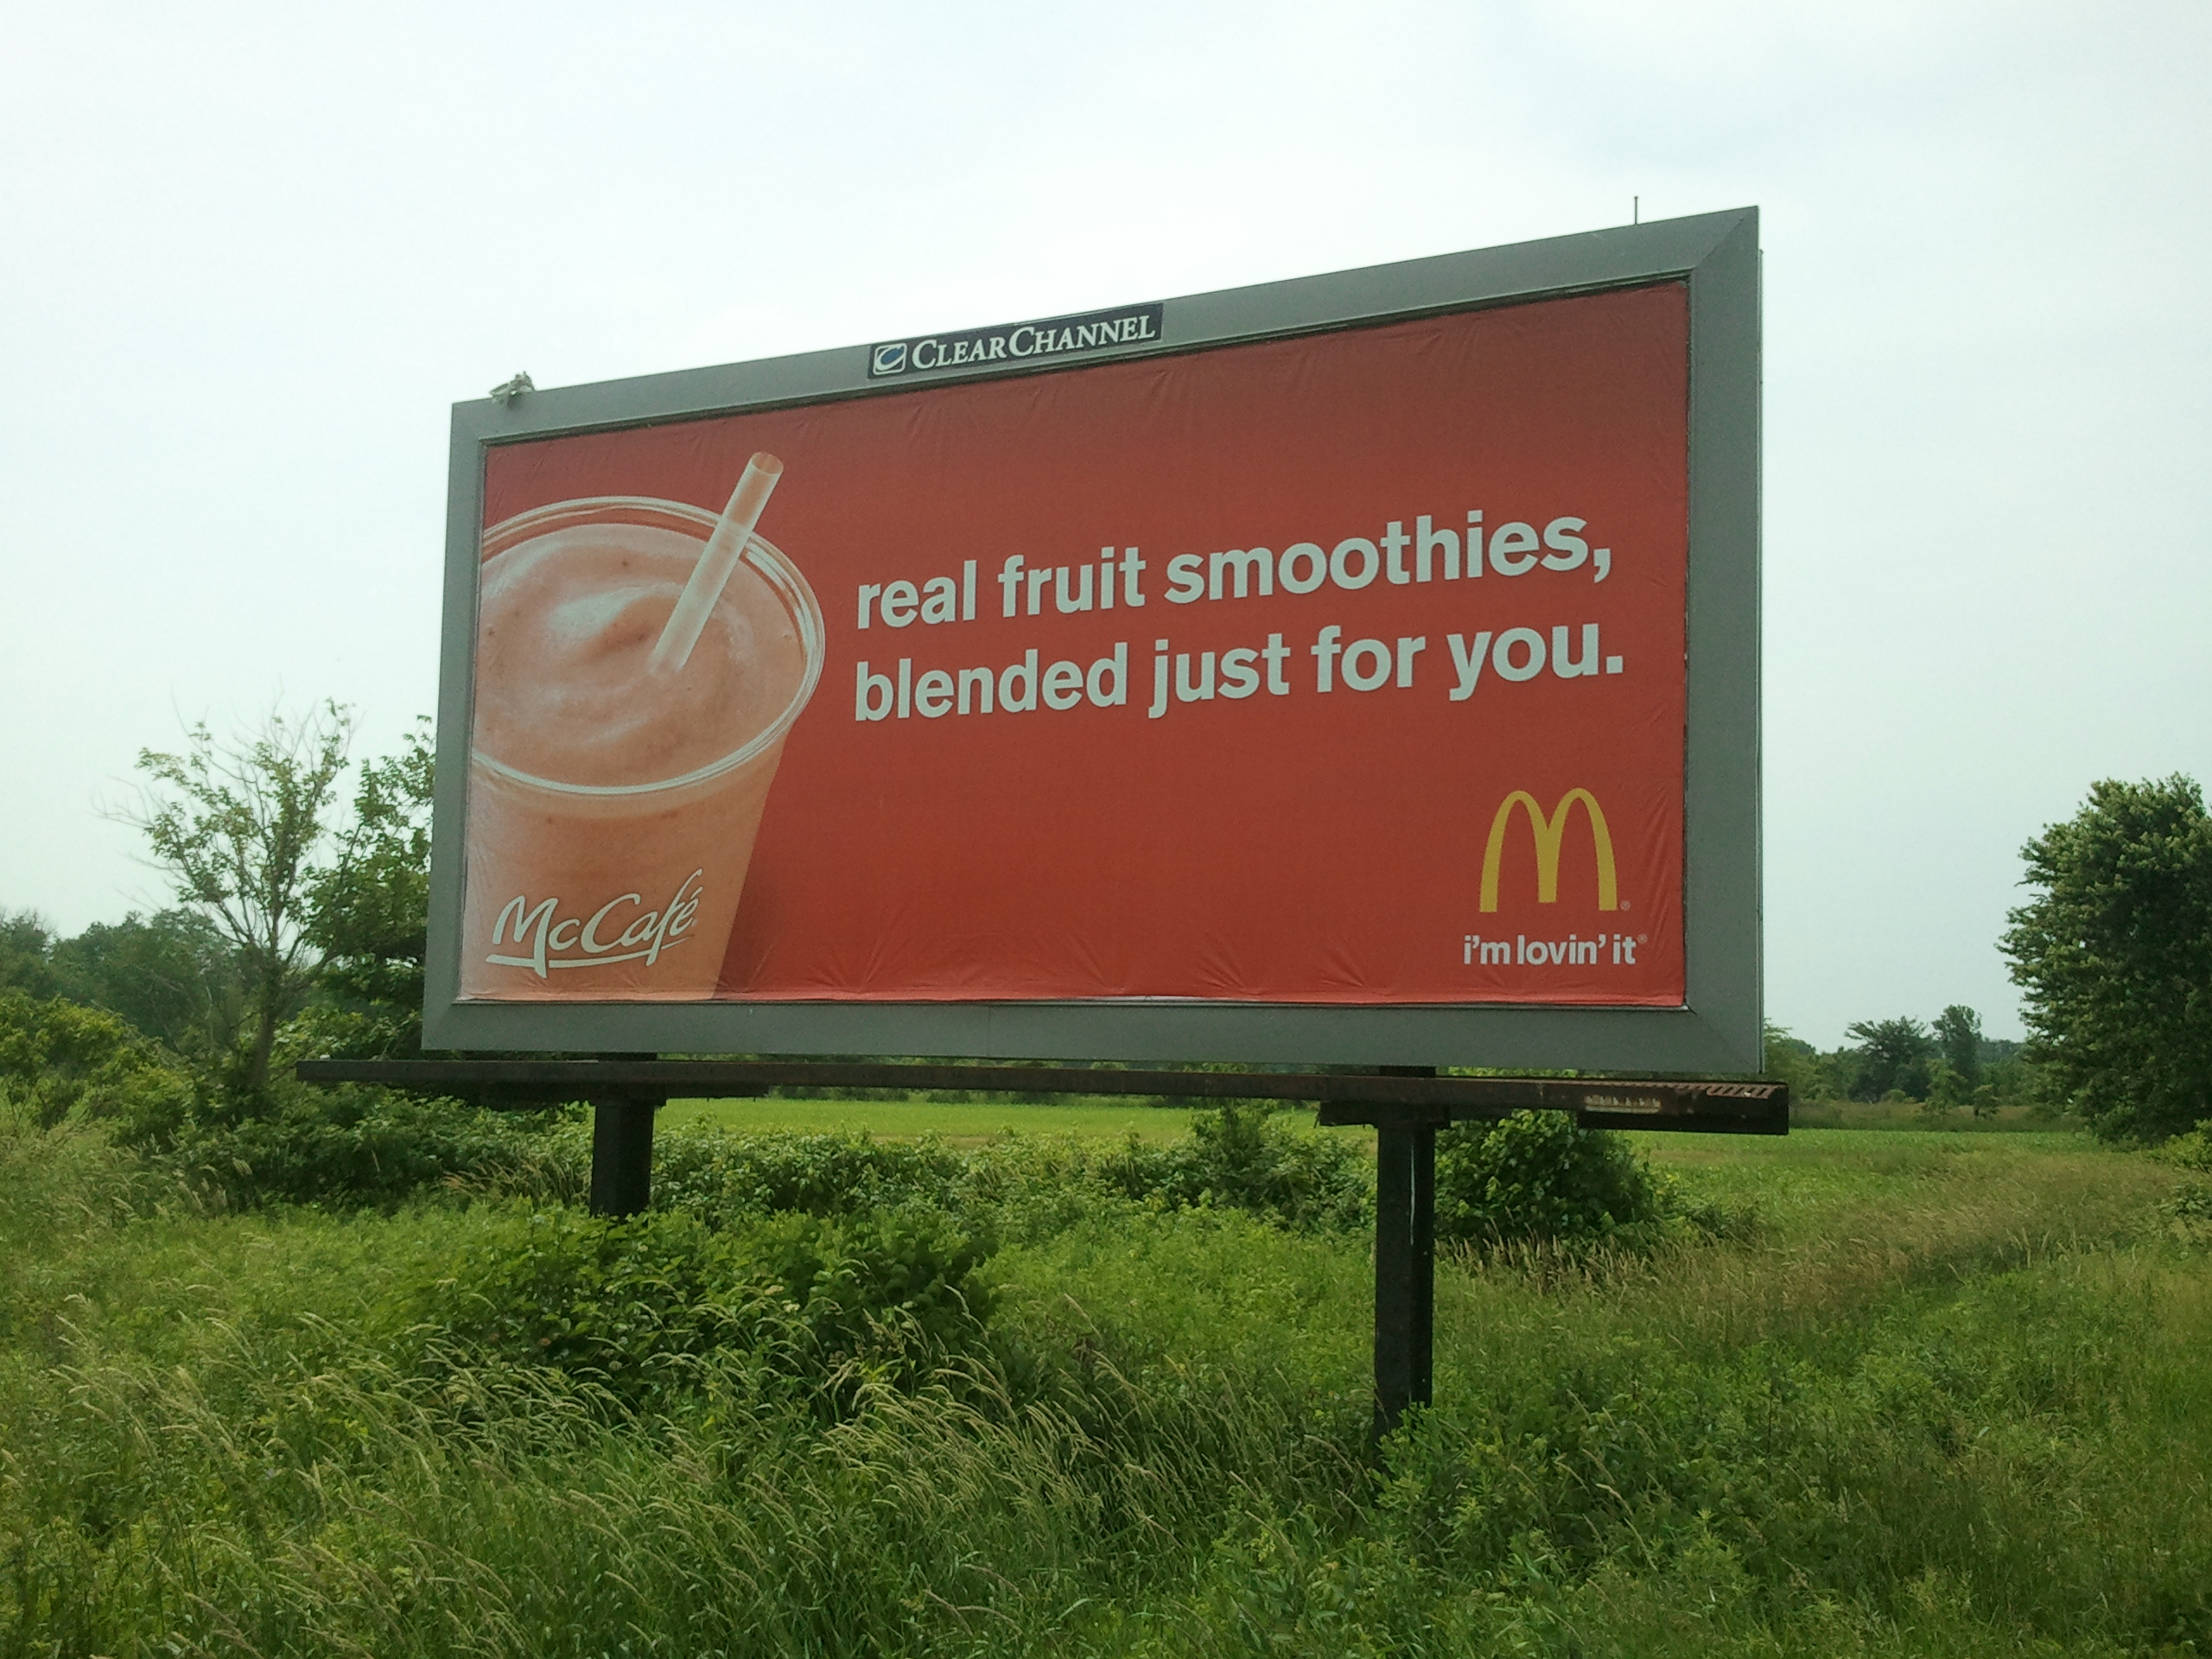 CLEAR CHANNEL
real fruit smoothies,
blended just for you.
McCafé
i'm lovin' it®